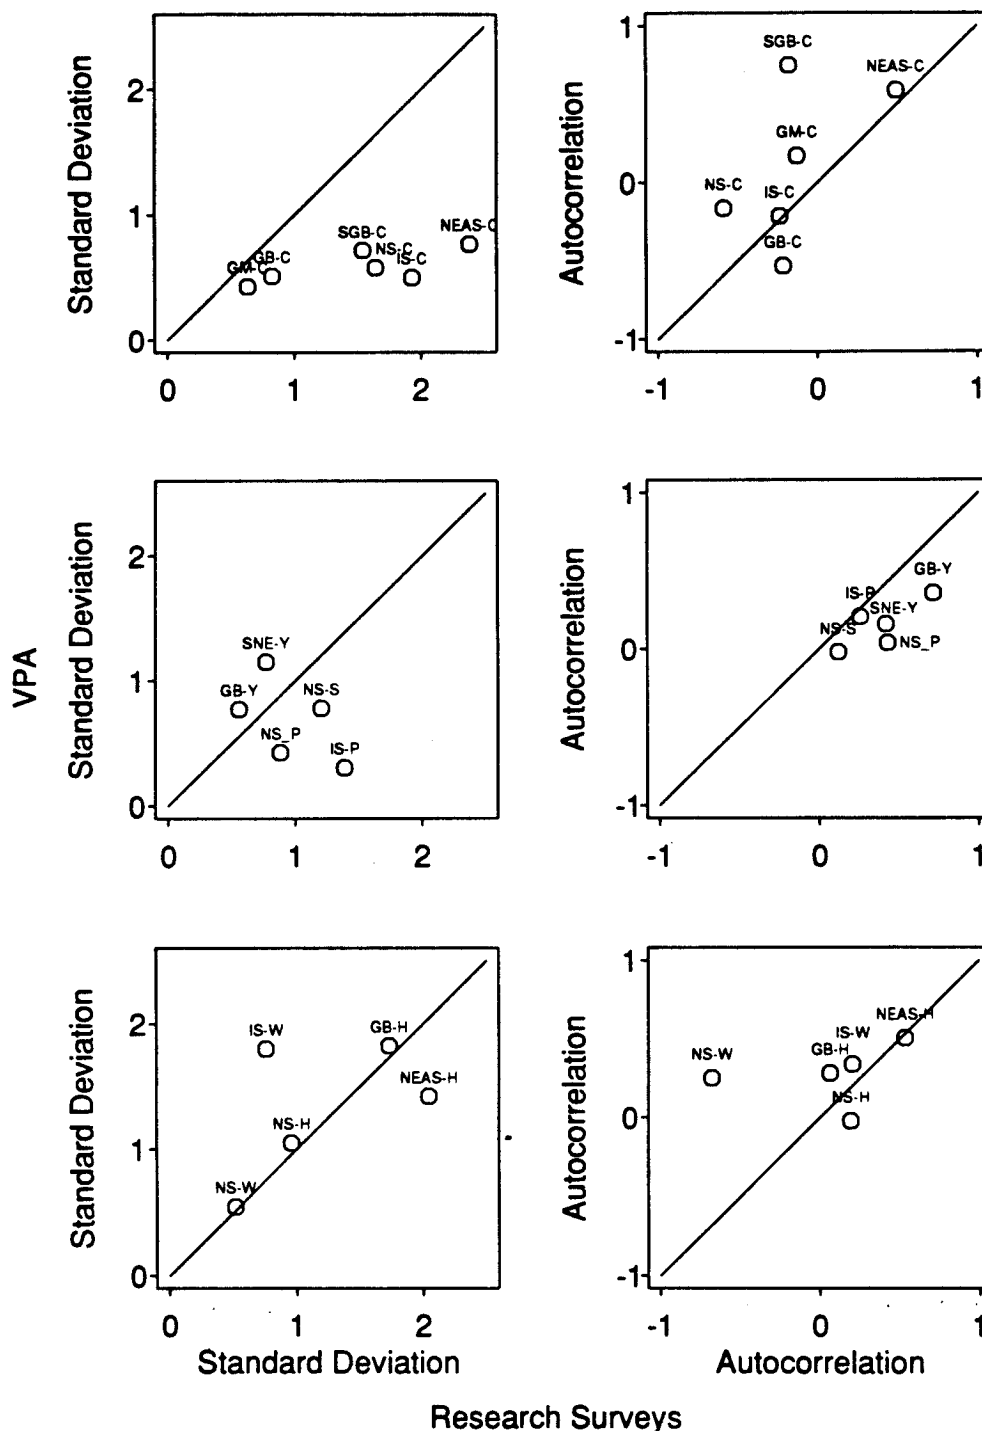 Standard Deviation
2
1
0
NEAS-C
SGB-C
NS-C
IS-C
GB-C
GM-C
0 1 2
Autocorrelation
1
0
-1
SGB-C
NEAS-C
GM-C
NS-C
IS-C
GB-C
-1 0 1
VPA
Standard Deviation
2
1
0
SNE-Y
GB-Y
NS-S
NS_P
IS-P
0 1 2
Autocorrelation
1
0
-1
GB-Y
IS-P
SNE-Y
NS-S
NS_P
-1 0 1
Standard Deviation
2
1
0
IS-W
GB-H
NEAS-H
NS-H
NS-W
0 1 2
Standard Deviation
Autocorrelation
1
0
-1
NEAS-H
IS-W
GB-H
NS-W
NS-H
-1 0 1
Autocorrelation
Research Surveys